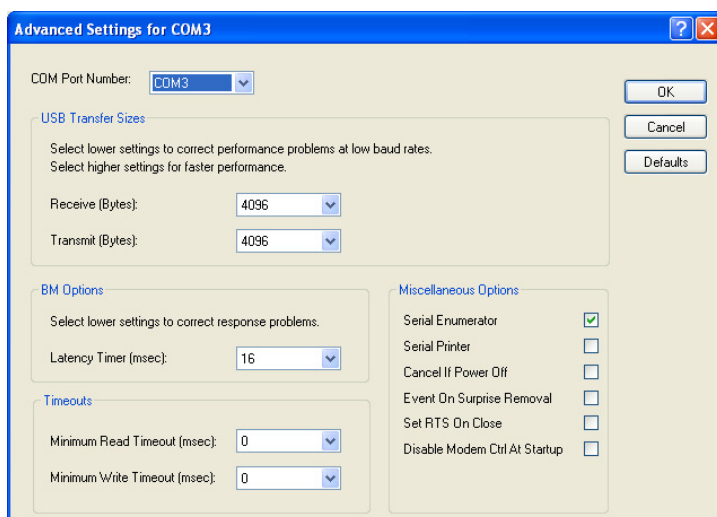 Advanced Settings for COM3
COM Port Number: COM3
OK
Cancel
Defaults
USB Transfer Sizes
Select lower settings to correct performance problems at low baud rates.
Select higher settings for faster performance.
Receive (Bytes): 4096
Transmit (Bytes): 4096
BM Options
Select lower settings to correct response problems.
Latency Timer (msec): 16
Timeouts
Minimum Read Timeout (msec): 0
Minimum Write Timeout (msec): 0
Miscellaneous Options
Serial Enumerator
Serial Printer
Cancel If Power Off
Event On Surprise Removal
Set RTS On Close
Disable Modem Ctrl At Startup